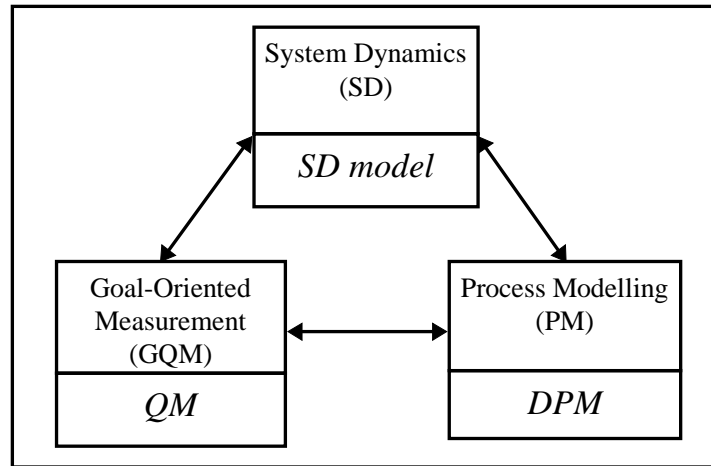 System Dynamics
(SD)
SD model
Goal-Oriented
Measurement
(GQM)
QM
Process Modelling
(PM)
DPM